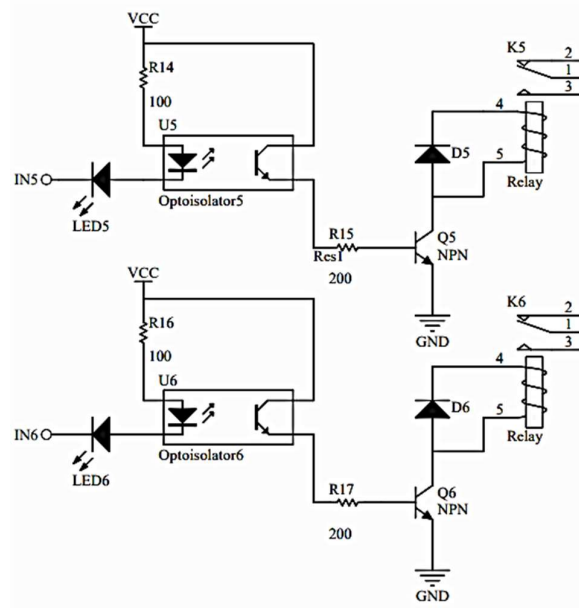 VCC
R14
100
U5
IN5
LED5
Optoisolator5
R15
Res1
200
Q5
NPN
GND
D5
K5
2
1
3
4
5
Relay
VCC
R16
100
U6
IN6
LED6
Optoisolator6
R17
200
Q6
NPN
GND
D6
K6
2
1
3
4
5
Relay